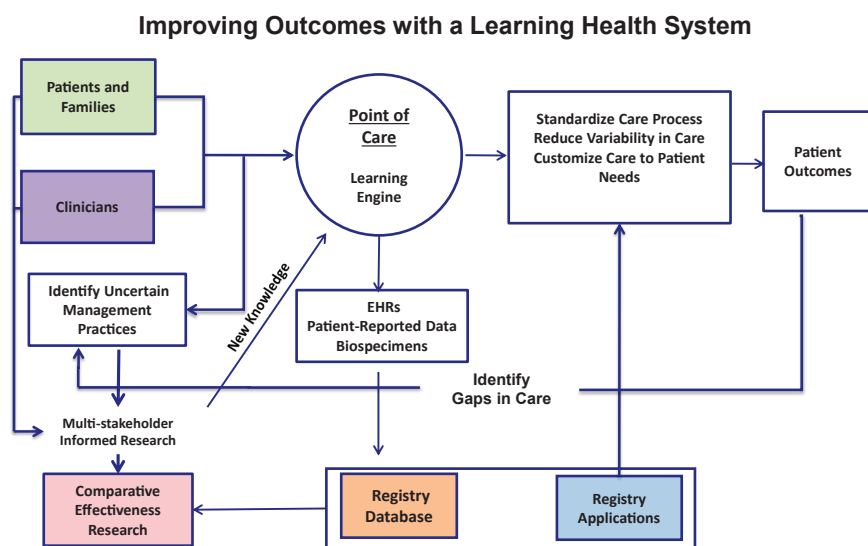 Improving Outcomes with a Learning Health System
Patients and
Families
Point of
Care
Learning
Engine
Standardize Care Process
Reduce Variability in Care
Customize Care to Patient
Needs
Patient
Outcomes
Clinicians
Identify Uncertain
Management
Practices
New Knowledge
EHRs
Patient-Reported Data
Biospecimens
Identify
Gaps in Care
Multi-stakeholder
Informed Research
Comparative
Effectiveness
Research
Registry
Database
Registry
Applications